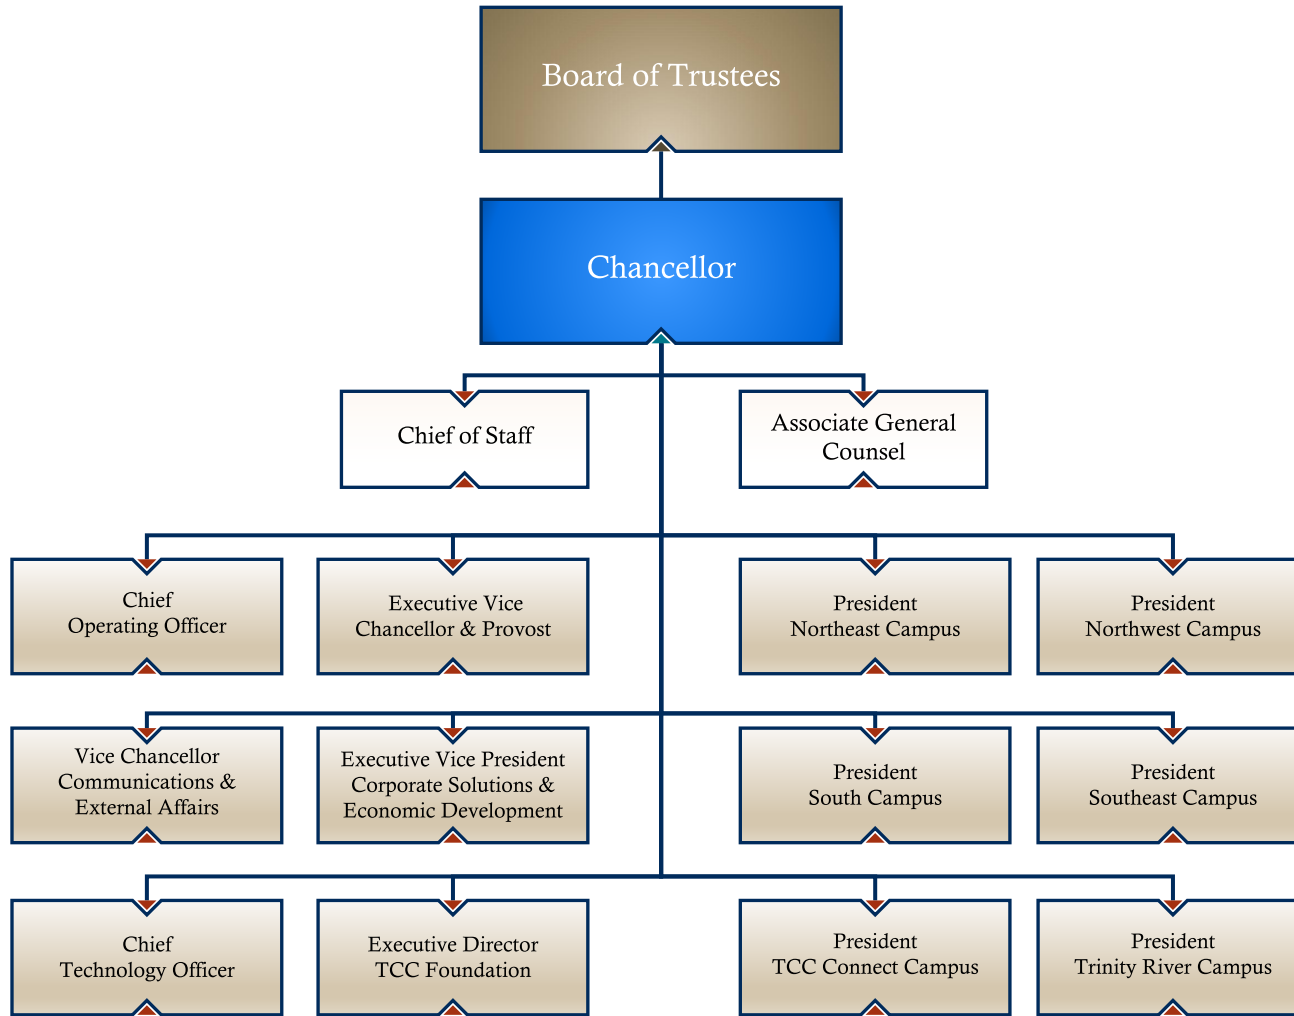 Board of Trustees
Chancellor
Chief of Staff
Associate General
Counsel
Chief
Operating Officer
Executive Vice
Chancellor & Provost
President
Northeast Campus
President
Northwest Campus
Vice Chancellor
Communications &
External Affairs
Executive Vice President
Corporate Solutions &
Economic Development
President
South Campus
President
Southeast Campus
Chief
Technology Officer
Executive Director
TCC Foundation
President
TCC Connect Campus
President
Trinity River Campus